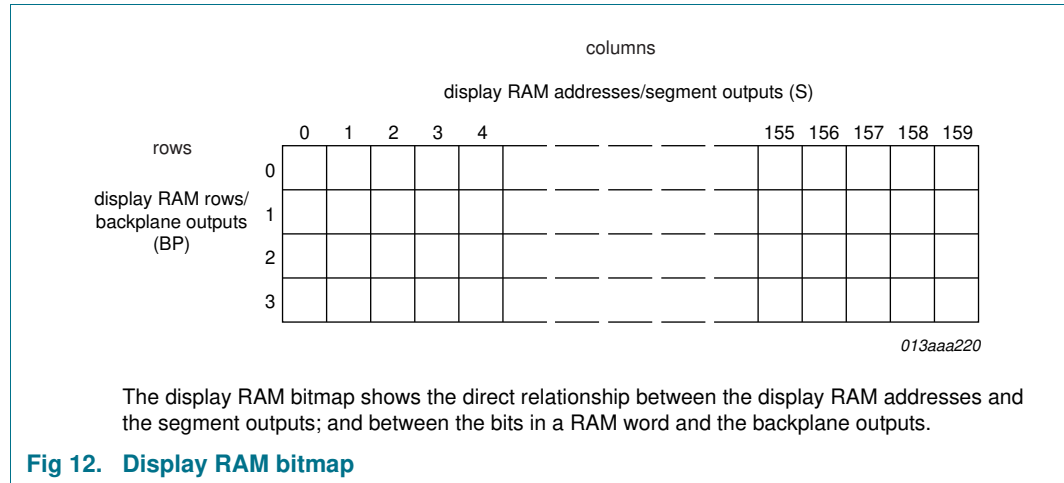 columns
display RAM addresses/segment outputs (S)
0 1 2 3 4 155 156 157 158 159
rows
0
display RAM rows/
backplane outputs
(BP)
1
2
3
013aaa220
The display RAM bitmap shows the direct relationship between the display RAM addresses and
the segment outputs; and between the bits in a RAM word and the backplane outputs.
Fig 12. Display RAM bitmap